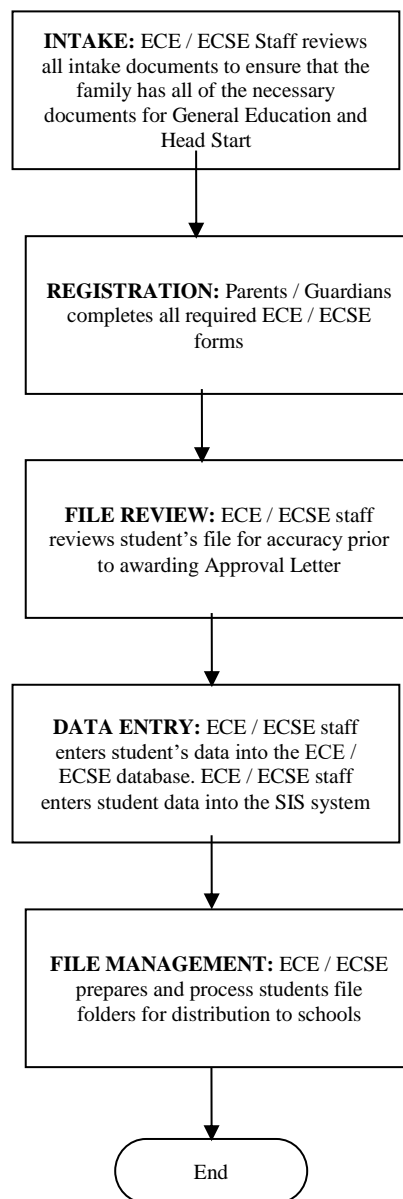 INTAKE: ECE / ECSE Staff reviews
all intake documents to ensure that the
family has all of the necessary
documents for General Education and
Head Start
REGISTRATION: Parents / Guardians
completes all required ECE / ECSE
forms
FILE REVIEW: ECE / ECSE staff
reviews student’s file for accuracy prior
to awarding Approval Letter
DATA ENTRY: ECE / ECSE staff
enters student’s data into the ECE /
ECSE database. ECE / ECSE staff
enters student data into the SIS system
FILE MANAGEMENT: ECE / ECSE
prepares and process students file
folders for distribution to schools
End